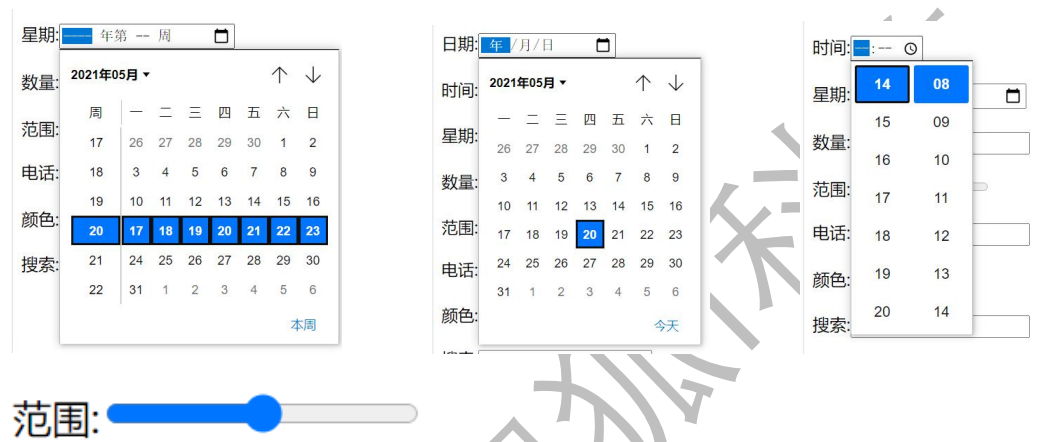 星期: ---- 年第 -- 周
数量:
范围:
电话:
颜色:
搜索:
2021年05月
周 一 二 三 四 五 六 日
17 26 27 28 29 30 1 2
18 3 4 5 6 7 8 9
19 10 11 12 13 14 15 16
20 17 18 19 20 21 22 23
21 24 25 26 27 28 29 30
22 31 1 2 3 4 5 6
本周
日期: 年/月/日
时间:
星期:
数量:
范围:
电话:
颜色:
2021年05月
一 二 三 四 五 六 日
26 27 28 29 30 1 2
3 4 5 6 7 8 9
10 11 12 13 14 15 16
17 18 19 20 21 22 23
24 25 26 27 28 29 30
31 1 2 3 4 5 6
今天
时间: --:--
星期:
数量:
范围:
电话:
颜色:
搜索:
14 08
15 09
16 10
17 11
18 12
19 13
20 14
范围: